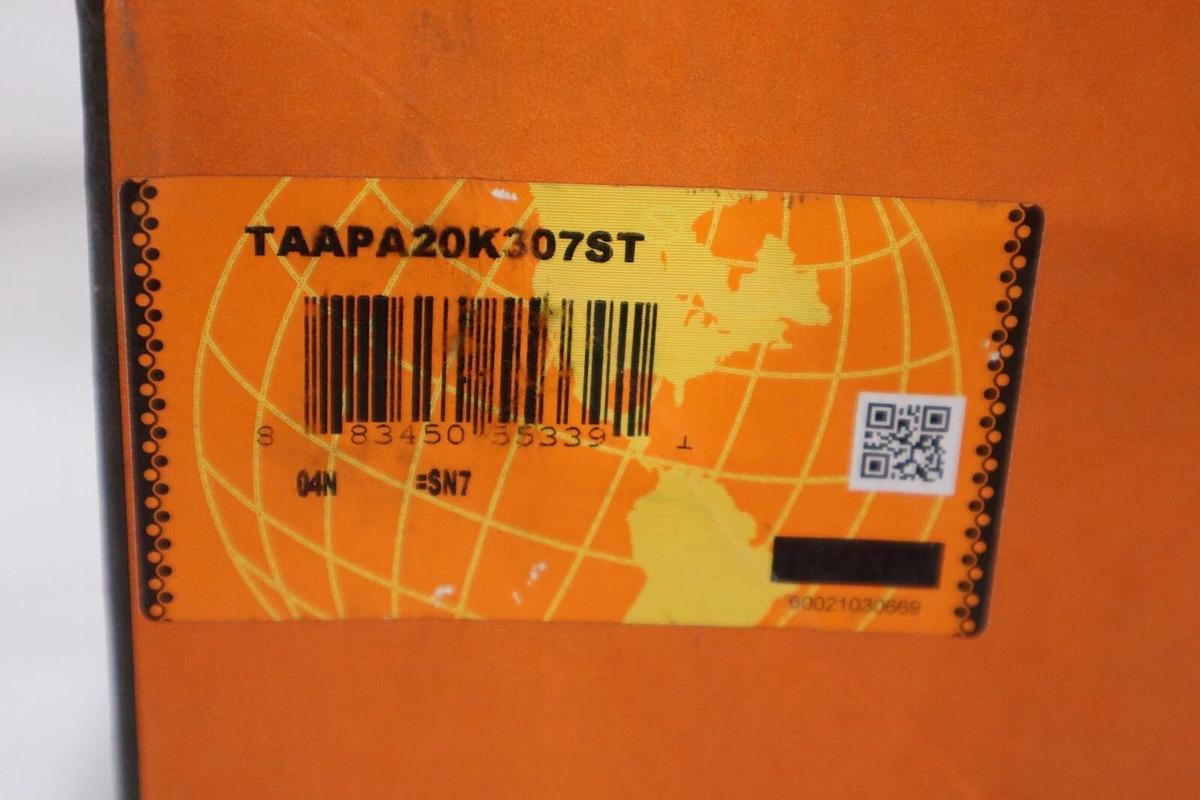 TAAPA20K307ST
8 83450 55339 1
04N =SN7
60021030669